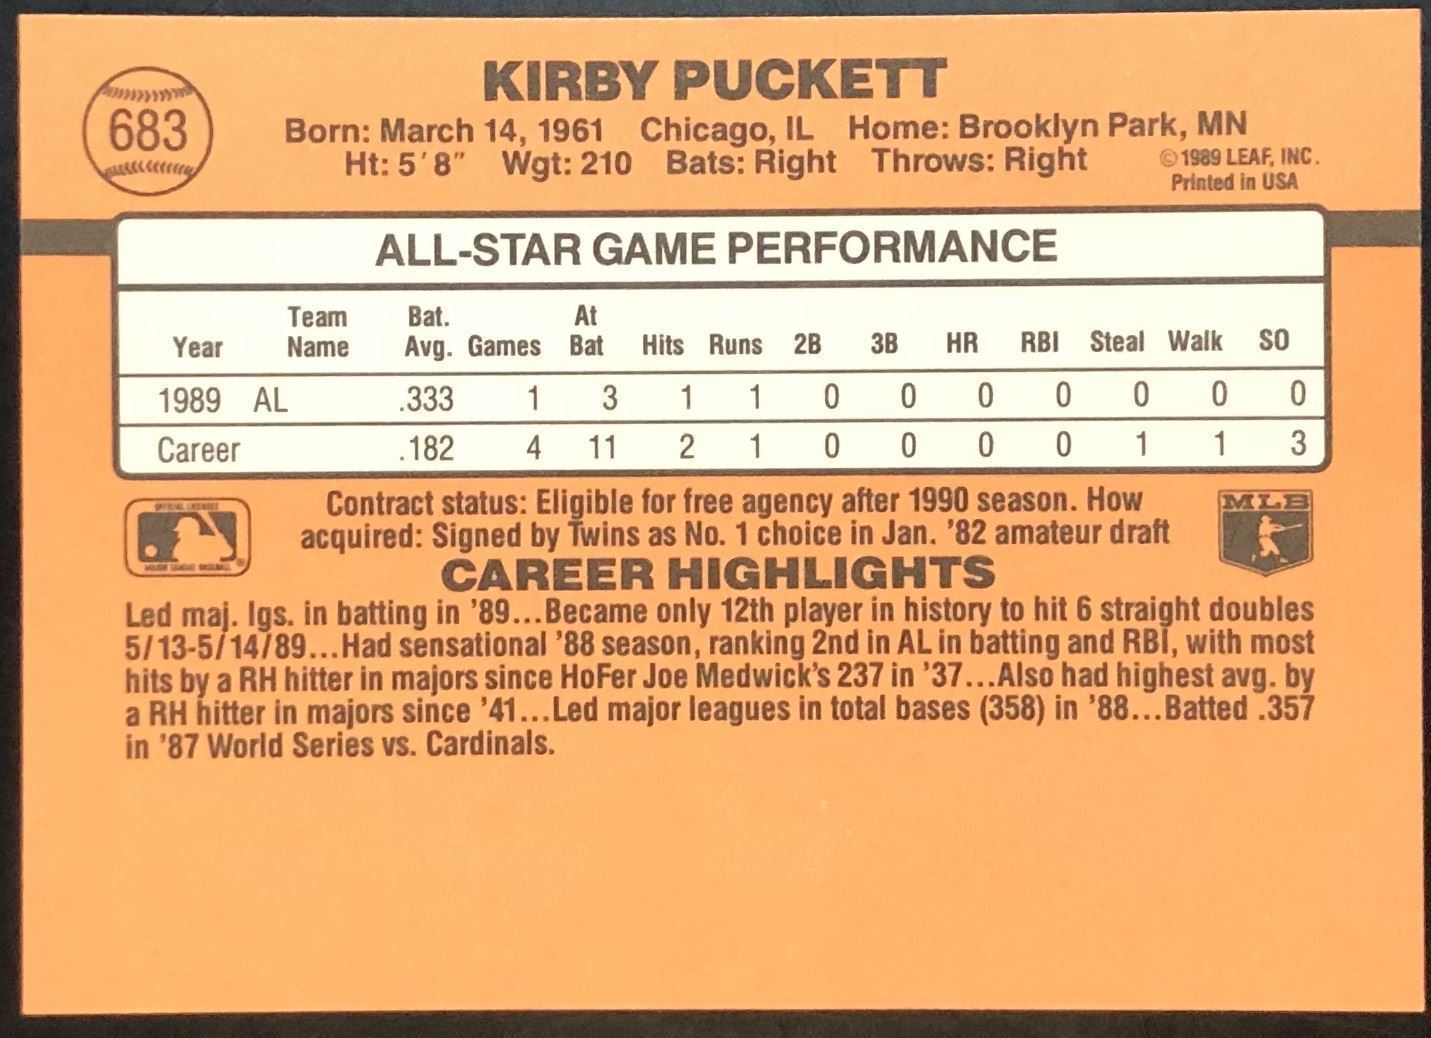 683
KIRBY PUCKETT
Born: March 14, 1961 Chicago, IL Home: Brooklyn Park, MN
Ht: 5'8" Wgt: 210 Bats: Right Throws: Right
©1989 LEAF, INC.
Printed in USA
ALL-STAR GAME PERFORMANCE
Year Team Name Bat. Avg. Games At Bat Hits Runs 2B 3B HR RBI Steal Walk SO
1989 AL .333 1 3 1 1 0 0 0 0 0 0 0
Career .182 4 11 2 1 0 0 0 0 1 1 3
Contract status: Eligible for free agency after 1990 season. How
acquired: Signed by Twins as No. 1 choice in Jan. '82 amateur draft
MLB
CAREER HIGHLIGHTS
Led maj. lgs. in batting in '89...Became only 12th player in history to hit 6 straight doubles
5/13-5/14/89...Had sensational '88 season, ranking 2nd in AL in batting and RBI, with most
hits by a RH hitter in majors since HoFer Joe Medwick's 237 in '37...Also had highest avg. by
a RH hitter in majors since '41...Led major leagues in total bases (358) in '88...Batted .357
in '87 World Series vs. Cardinals.